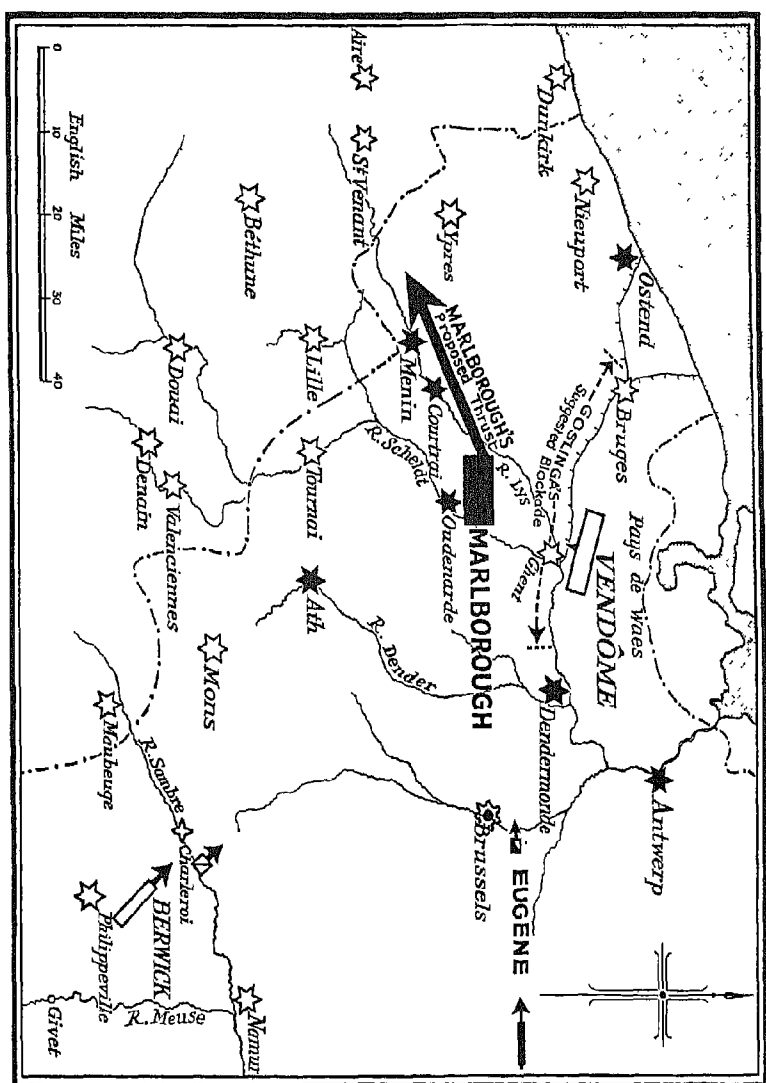 Dunkirk
Nieuport
Ostend
Bruges
Pays de Waes
Antwerp
Aire
St Venant
Ypres
MARLBOROUGH'S
Proposed Thrust
GOSLINGA'S
Suggested Blockade
R. Lys
Ghent
VENDÔME
Dendermonde
Menin
Courtrai
R. Scheldt
Oudenarde
MARLBOROUGH
R. Dender
Brussels
EUGENE
Béthune
Lille
Tournai
Ath
Douai
Denain
Valenciennes
Mons
Maubeuge
R. Sambre
Charleroi
BERWICK
Philippeville
Namur
R. Meuse
Givet
0 10 20 30 40
English Miles